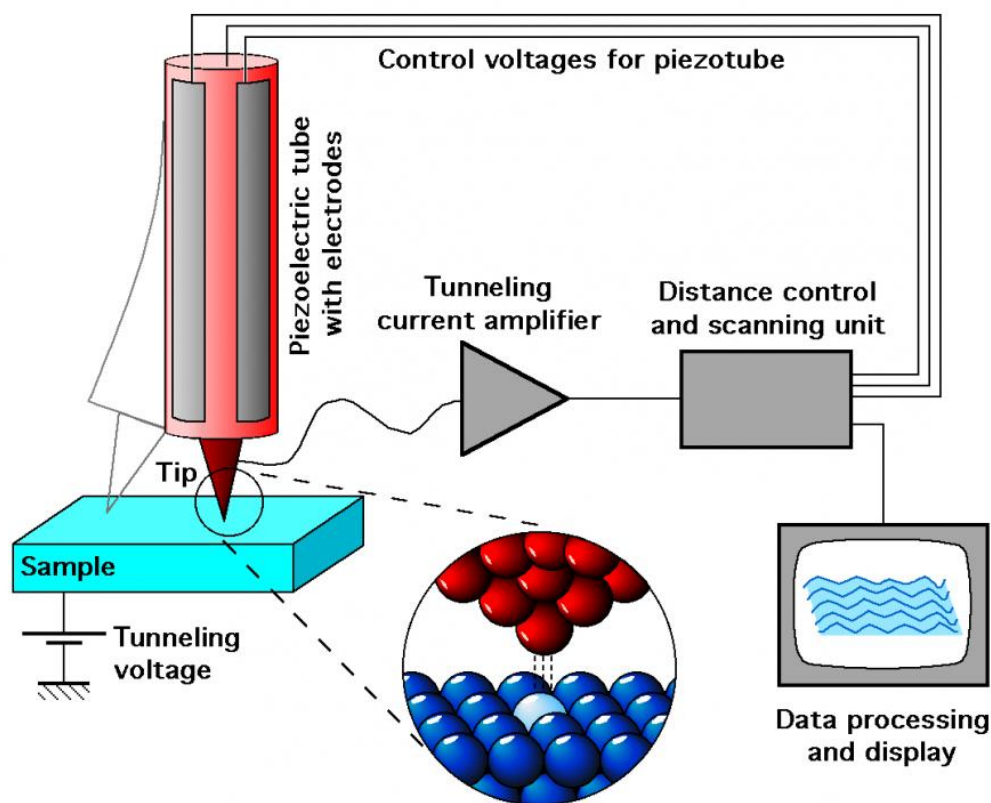 Control voltages for piezotube
Piezoelectric tube
with electrodes
Tunneling
current amplifier
Distance control
and scanning unit
Tip
Sample
Tunneling
voltage
Data processing
and display